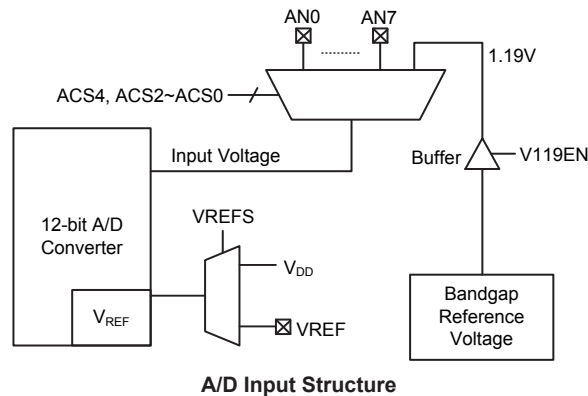 AN0
AN7
1.19V
ACS4, ACS2~ACS0
Input Voltage
Buffer
V119EN
12-bit A/D
Converter
VREFS
VDD
VREF
VREF
Bandgap
Reference
Voltage
A/D Input Structure